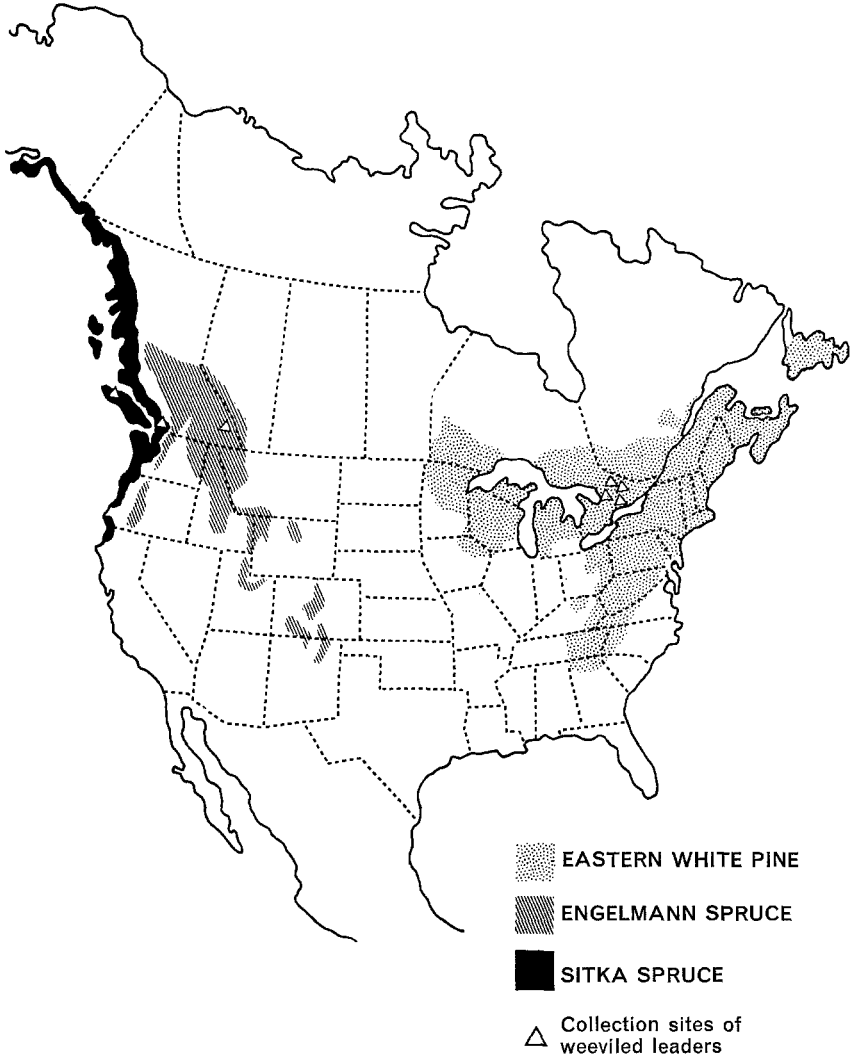 EASTERN WHITE PINE
ENGELMANN SPRUCE
SITKA SPRUCE
Collection sites of
weeviled leaders